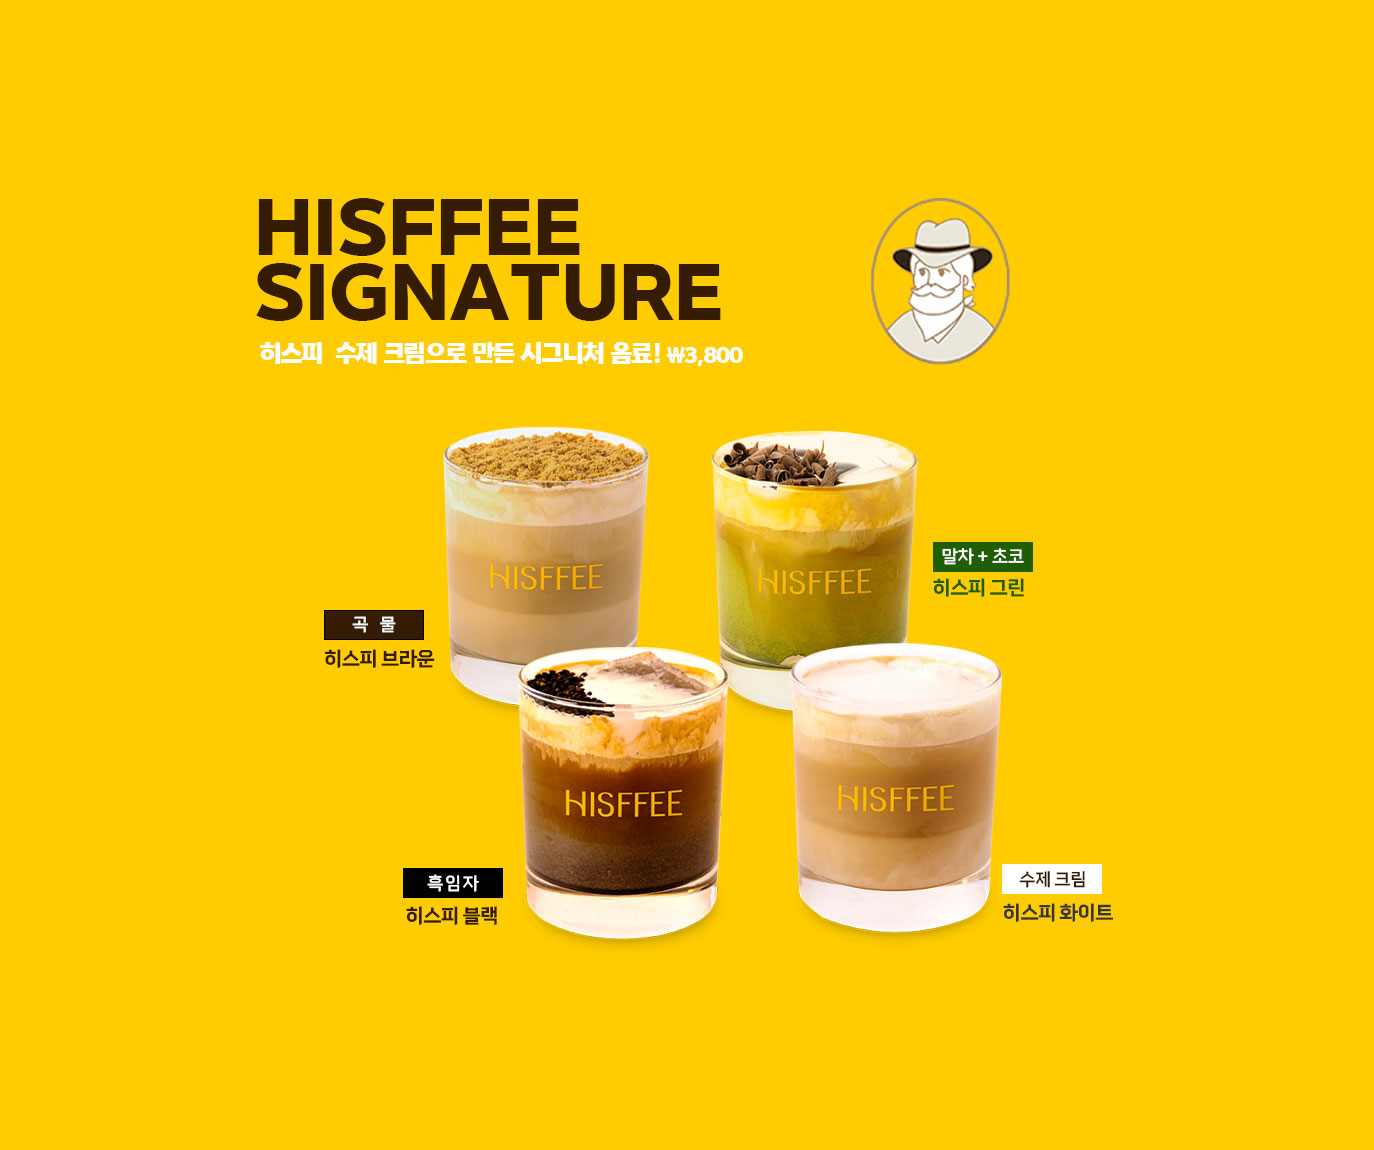 HISFFEE
SIGNATURE
히스피 수제 크림으로 만든 시그니처 음료! ₩3,800
HISFFEE
HISFFEE
말차 + 초코
히스피 그린
곡 물
히스피 브라운
HISFFEE
HISFFEE
흑임자
히스피 블랙
수제 크림
히스피 화이트